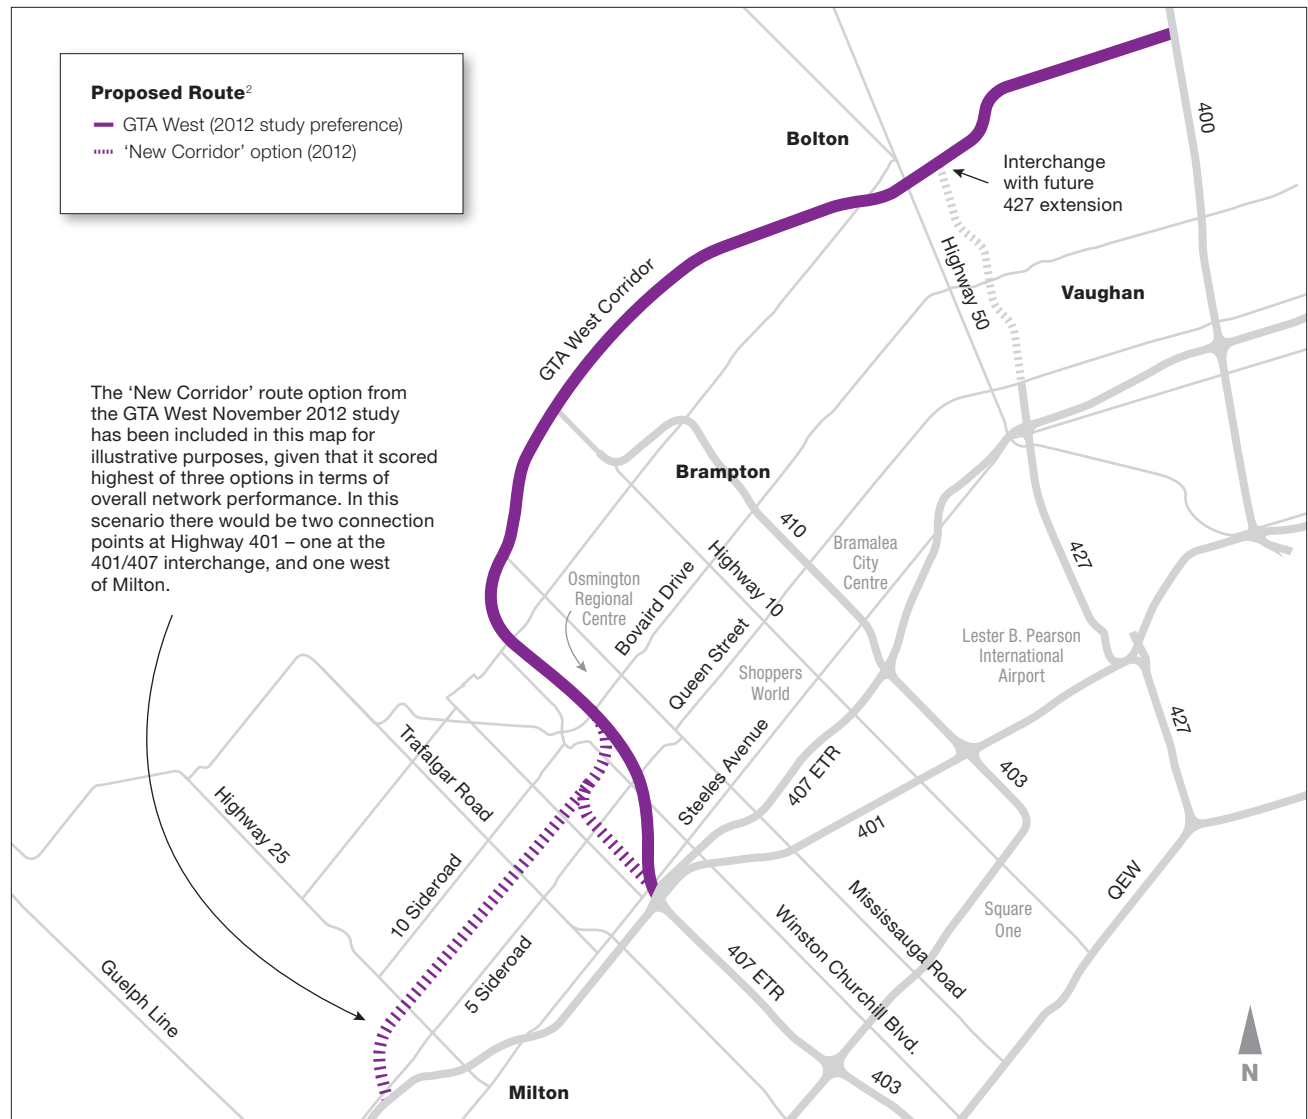 Proposed Route²
GTA West (2012 study preference)
‘New Corridor’ option (2012)
Bolton
400
Interchange
with future
427 extension
Highway 50
Vaughan
GTA West Corridor
The ‘New Corridor’ route option from
the GTA West November 2012 study
has been included in this map for
illustrative purposes, given that it scored
highest of three options in terms of
overall network performance. In this
scenario there would be two connection
points at Highway 401 – one at the
401/407 interchange, and one west
of Milton.
Brampton
410
Bramalea
City
Centre
427
Highway 10
Osmington
Regional
Centre
Bovaird Drive
Queen Street
Lester B. Pearson
International
Airport
Shoppers
World
427
Trafalgar Road
Steeles Avenue
407 ETR
403
Highway 25
401
10 Sideroad
Mississauga Road
QEW
Square
One
Winston Churchill Blvd.
5 Sideroad
407 ETR
Guelph Line
403
Milton
N